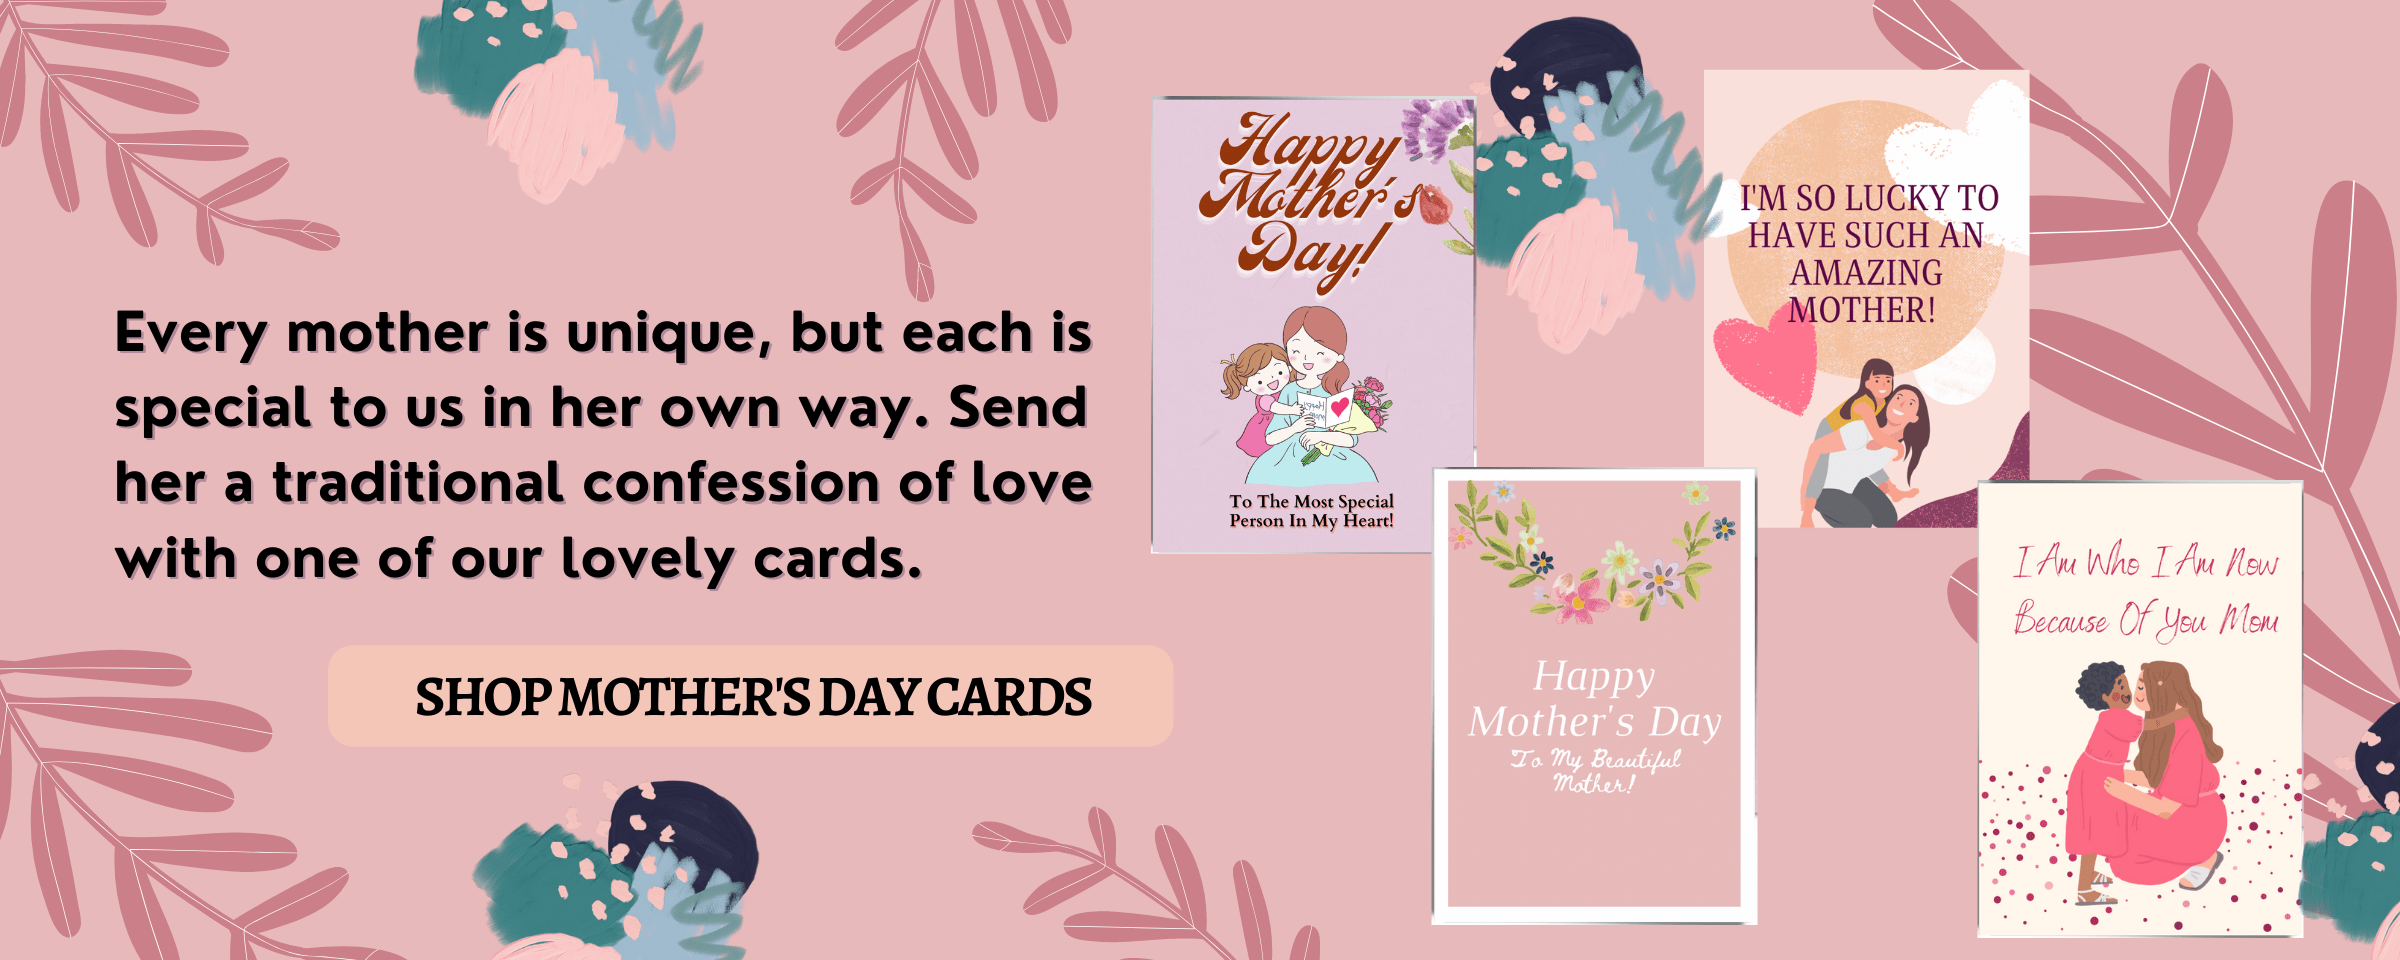 Every mother is unique, but each is
special to us in her own way. Send
her a traditional confession of love
with one of our lovely cards.
SHOP MOTHER'S DAY CARDS
Happy
Mother's
Day!
To The Most Special
Person In My Heart!
I'M SO LUCKY TO
HAVE SUCH AN
AMAZING
MOTHER!
Happy
Mother's Day
To My Beautiful
Mother!
I Am Who I Am Now
Because Of You Mom